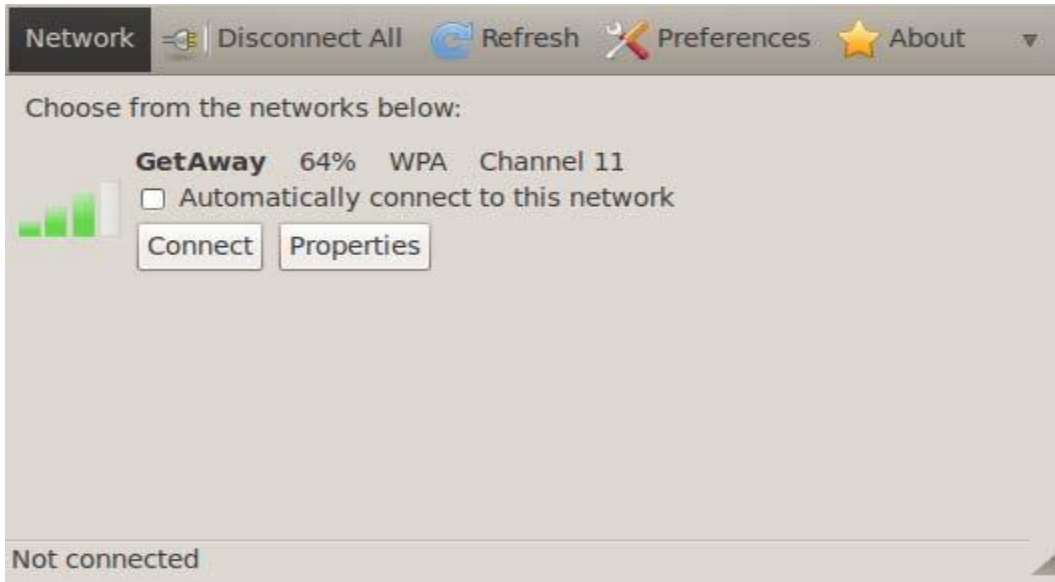 Network Disconnect All Refresh Preferences About
Choose from the networks below:
GetAway 64% WPA Channel 11
Automatically connect to this network
Connect Properties
Not connected